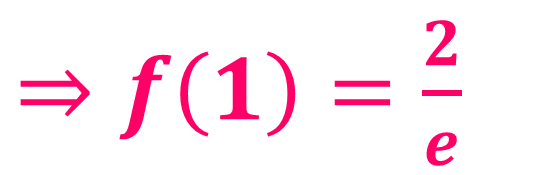 ⇒ f(1) = 2/e